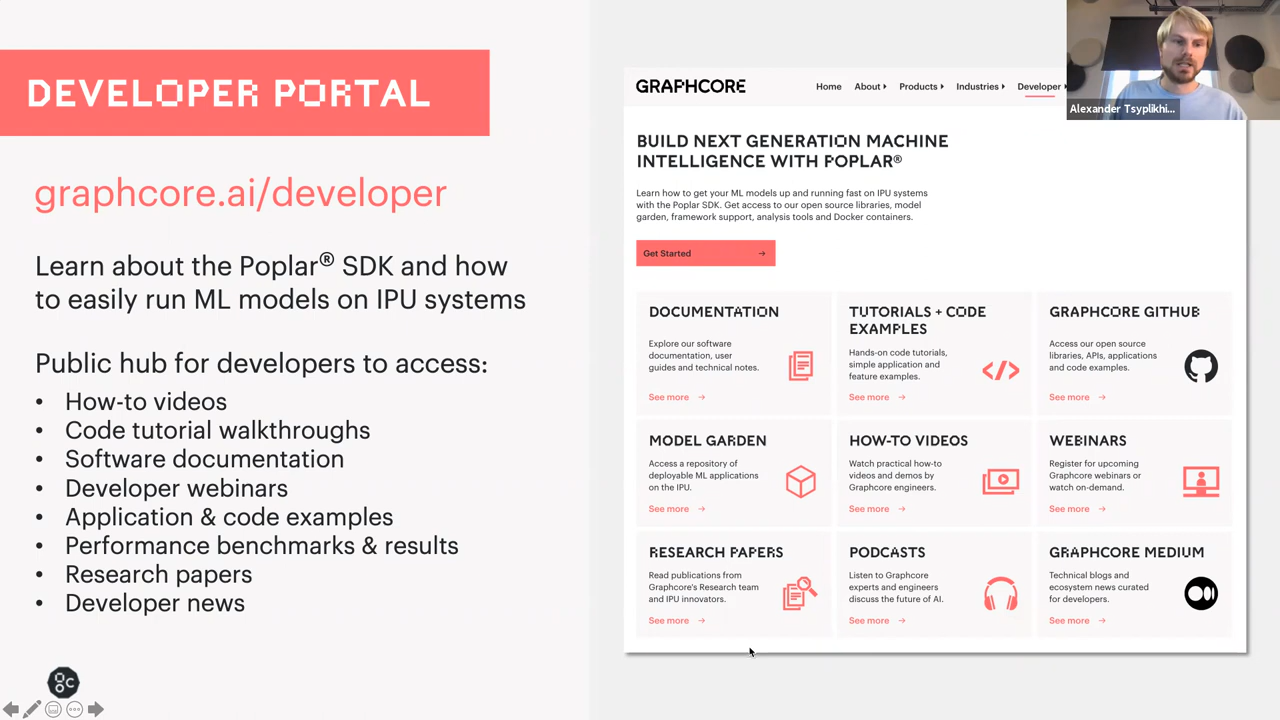 DEVELOPER PORTAL
graphcore.ai/developer
Learn about the Poplar® SDK and how
to easily run ML models on IPU systems
Public hub for developers to access:
• How-to videos
• Code tutorial walkthroughs
• Software documentation
• Developer webinars
• Application & code examples
• Performance benchmarks & results
• Research papers
• Developer news
GRAPHCORE
Home About Products Industries Developer
Alexander Tsyplikhi...
BUILD NEXT GENERATION MACHINE
INTELLIGENCE WITH POPLAR®
Learn how to get your ML models up and running fast on IPU systems
with the Poplar SDK. Get access to our open source libraries, model
garden, framework support, analysis tools and Docker containers.
Get Started →
DOCUMENTATION
Explore our software
documentation, user
guides and technical notes.
See more →
TUTORIALS + CODE
EXAMPLES
Hands-on code tutorials,
simple application and
feature examples.
See more →
GRAPHCORE GITHUB
Access our open source
libraries, APIs, applications
and code examples.
See more →
MODEL GARDEN
Access a repository of
deployable ML applications
on the IPU.
See more →
HOW-TO VIDEOS
Watch practical how-to
videos and demos by
Graphcore engineers.
See more →
WEBINARS
Register for upcoming
Graphcore webinars or
watch on-demand.
See more →
RESEARCH PAPERS
Read publications from
Graphcore's Research team
and IPU innovators.
See more →
PODCASTS
Listen to Graphcore
experts and engineers
discuss the future of AI.
See more →
GRAPHCORE MEDIUM
Technical blogs and
ecosystem news curated
for developers.
See more →